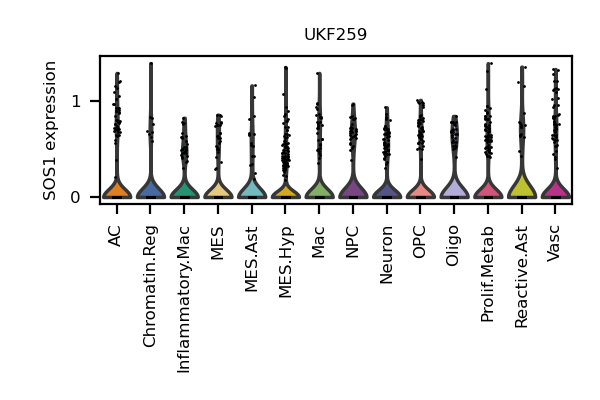 UKF259
SOS1 expression
1
0
AC
Chromatin.Reg
Inflammatory.Mac
MES
MES.Ast
MES.Hyp
Mac
NPC
Neuron
OPC
Oligo
Prolif.Metab
Reactive.Ast
Vasc